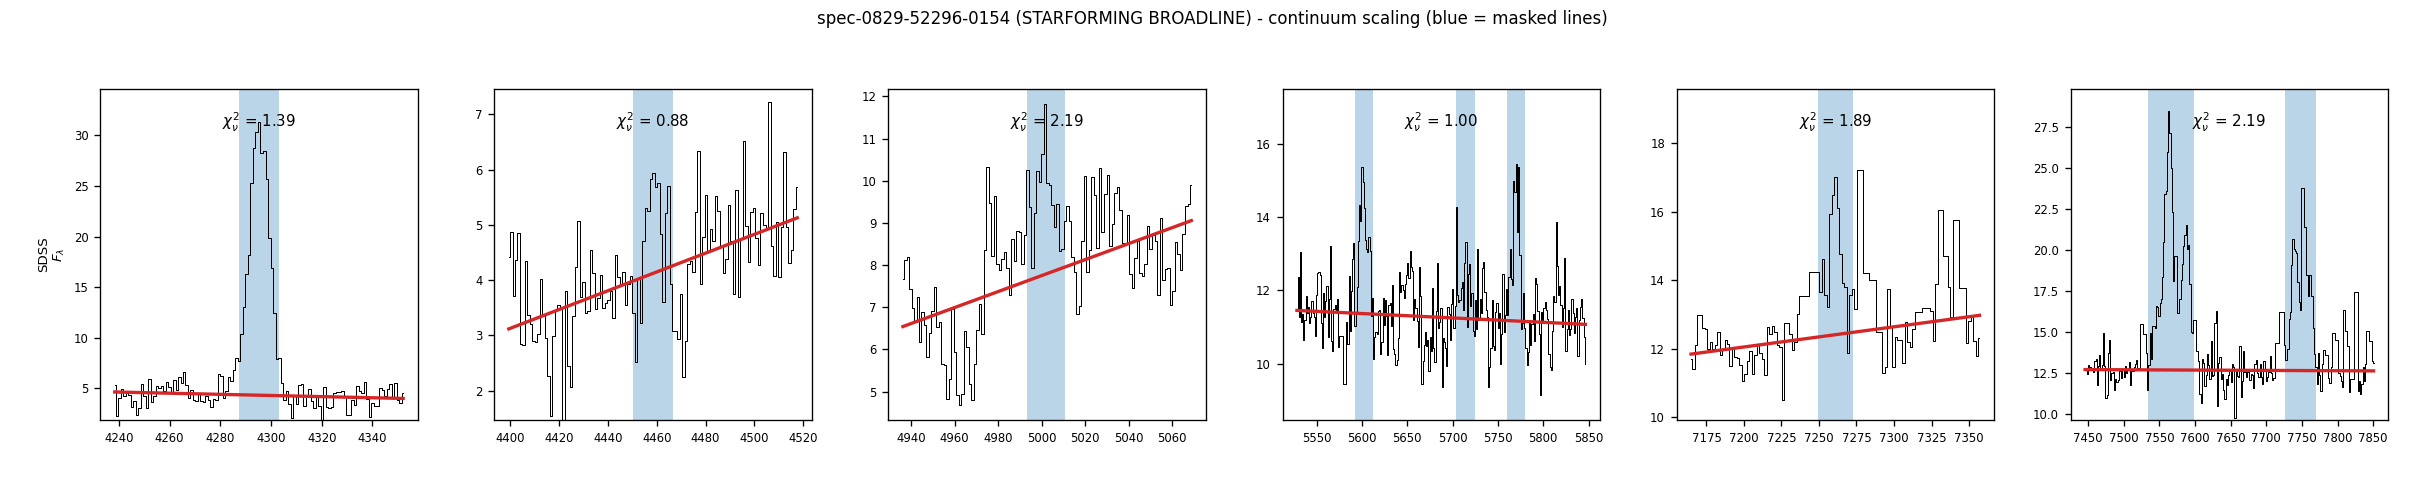 spec-0829-52296-0154 (STARFORMING BROADLINE) - continuum scaling (blue = masked lines)
SDSS
F_λ
χ²_ν = 1.39
30
25
20
15
10
5
4240 4260 4280 4300 4320 4340
χ²_ν = 0.88
7
6
5
4
3
2
4400 4420 4440 4460 4480 4500 4520
χ²_ν = 2.19
12
11
10
9
8
7
6
5
4940 4960 4980 5000 5020 5040 5060
χ²_ν = 1.00
16
14
12
10
5550 5600 5650 5700 5750 5800 5850
χ²_ν = 1.89
18
16
14
12
10
7175 7200 7225 7250 7275 7300 7325 7350
χ²_ν = 2.19
27.5
25.0
22.5
20.0
17.5
15.0
12.5
10.0
7450 7500 7550 7600 7650 7700 7750 7800 7850